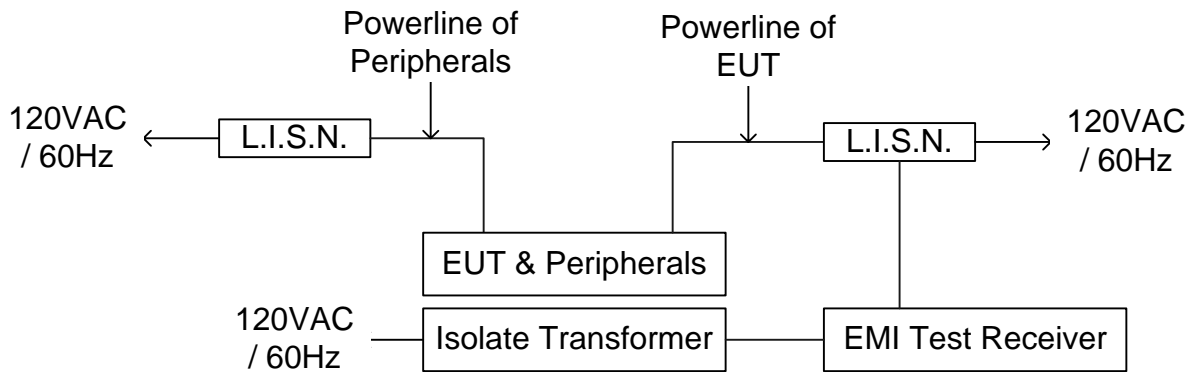 Powerline of
Peripherals
Powerline of
EUT
120VAC
/ 60Hz
L.I.S.N.
L.I.S.N.
120VAC
/ 60Hz
EUT & Peripherals
120VAC
/ 60Hz
Isolate Transformer
EMI Test Receiver